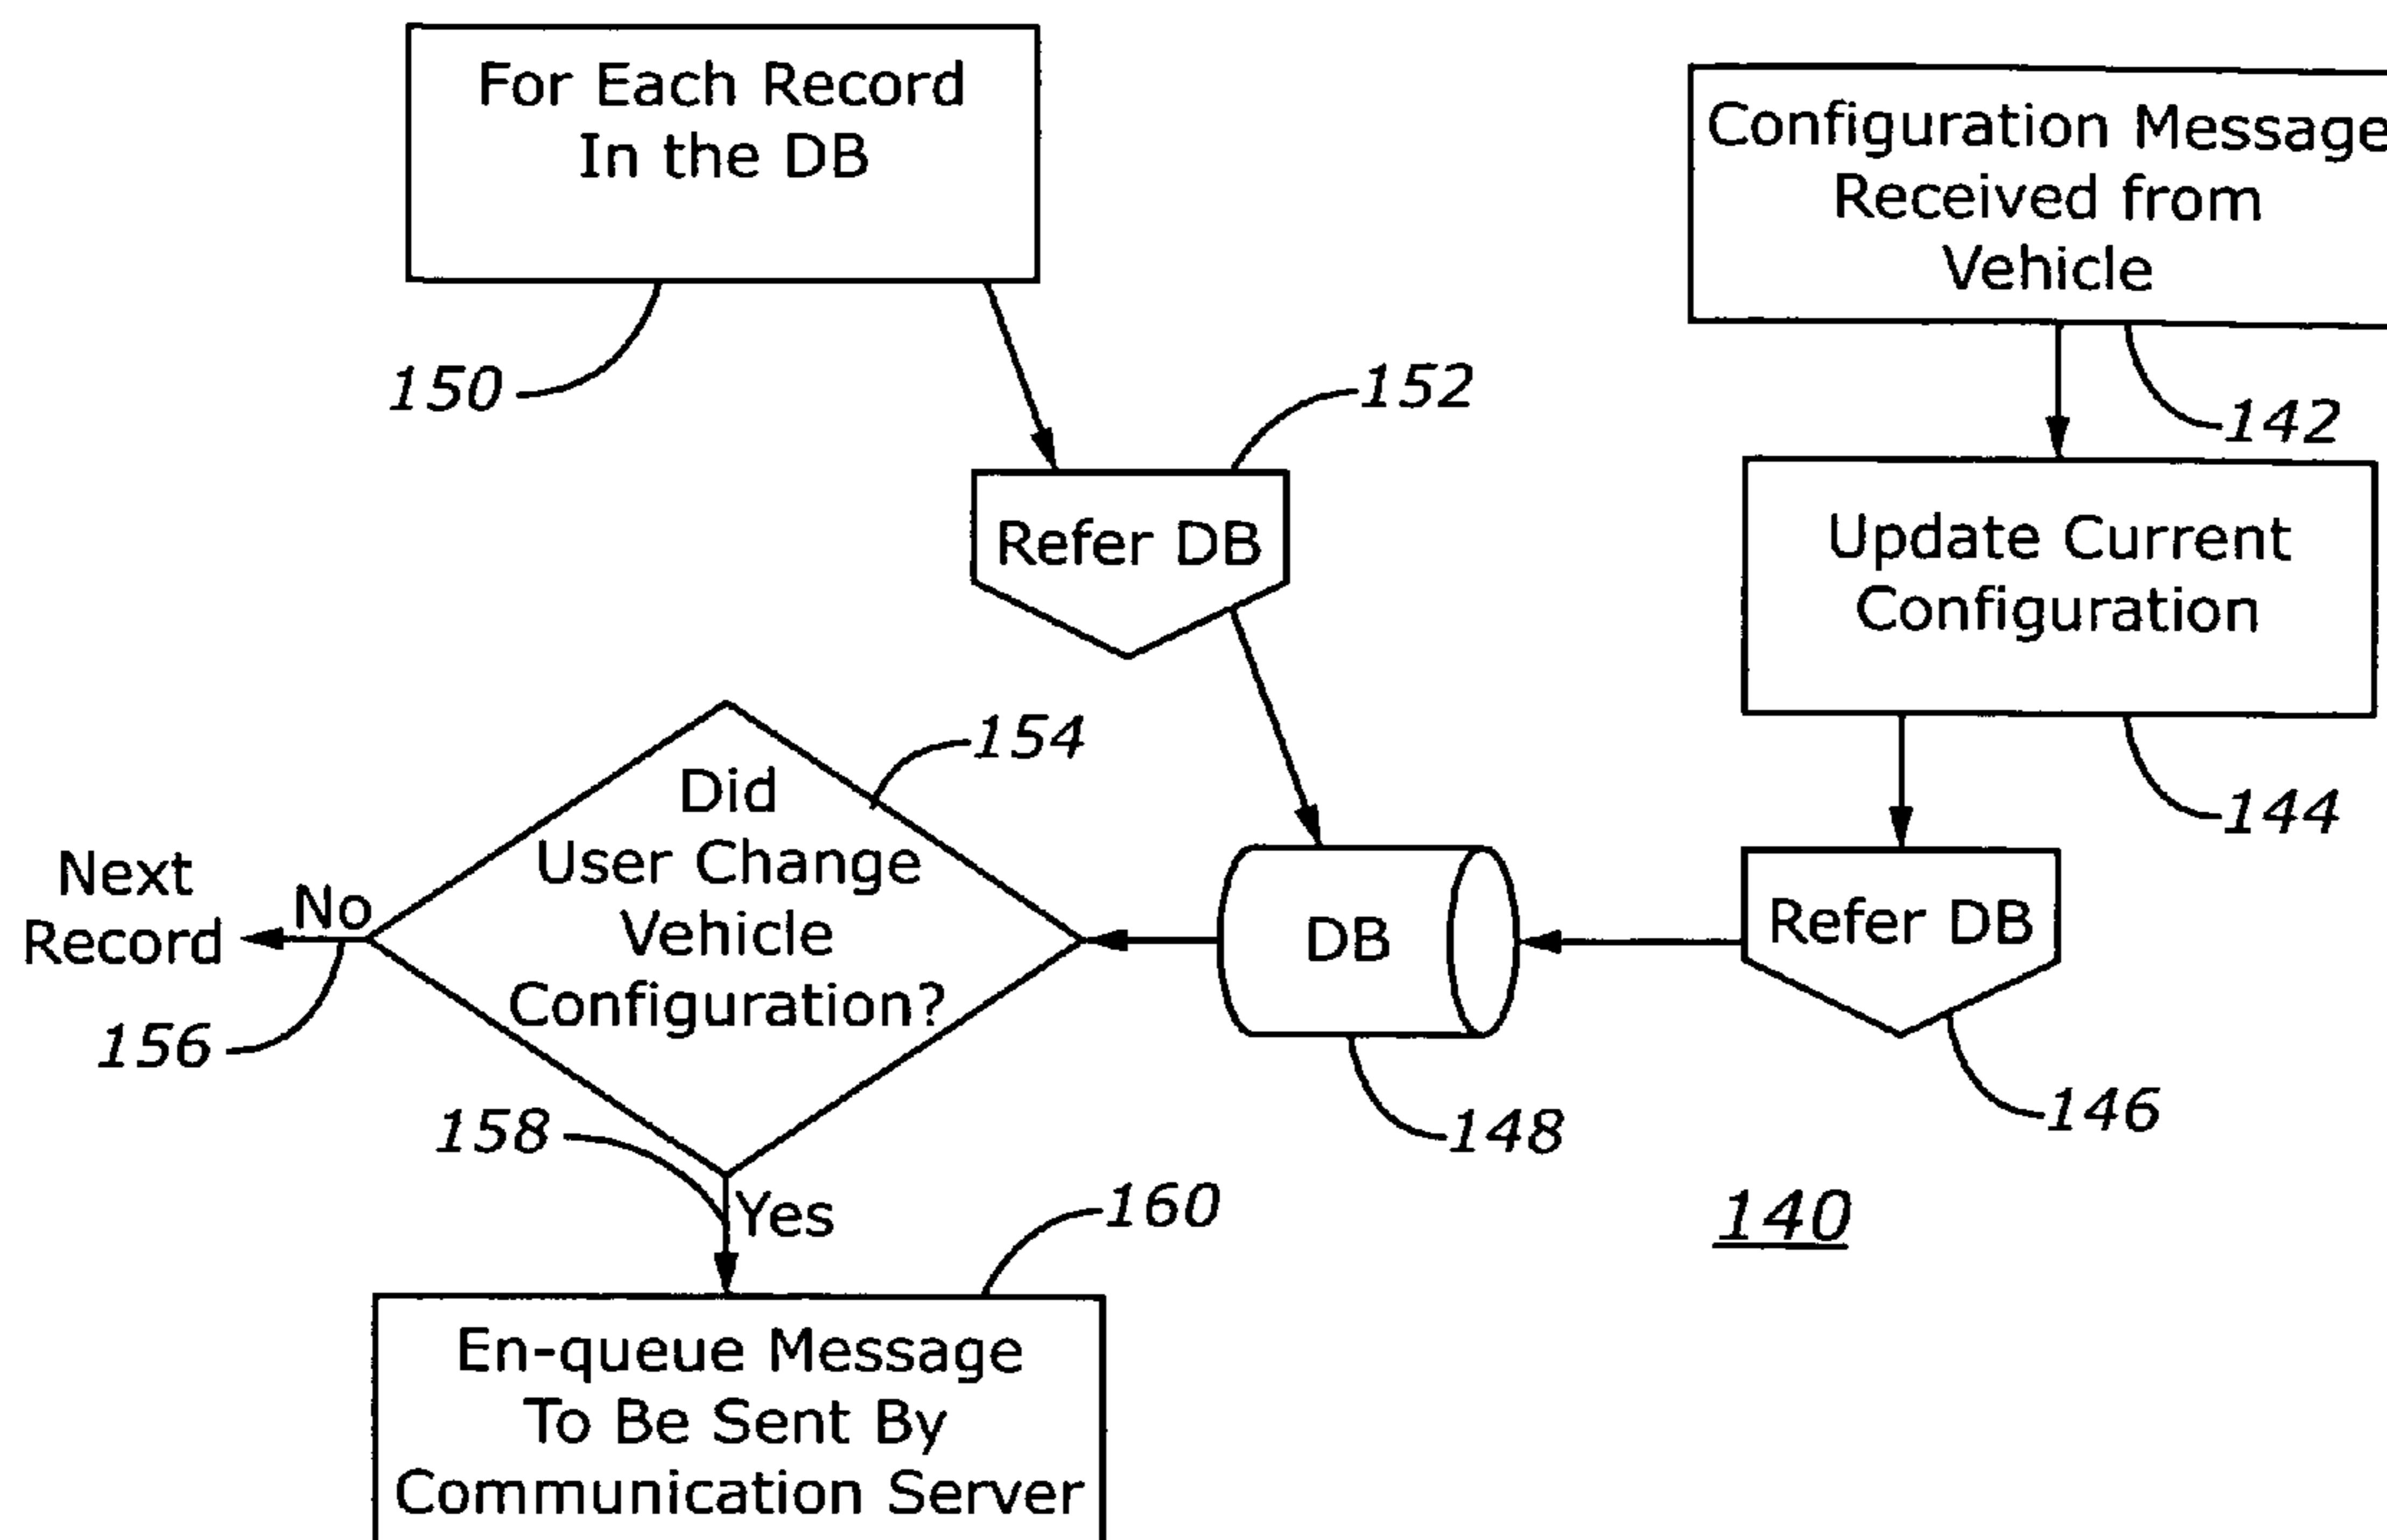 For Each Record
In the DB
150
Configuration Message
Received from
Vehicle
142
152
Refer DB
Update Current
Configuration
144
154
Did
User Change
Vehicle
Configuration?
Next
Record
No
156
DB
148
Refer DB
146
158
Yes
160
140
En-queue Message
To Be Sent By
Communication Server